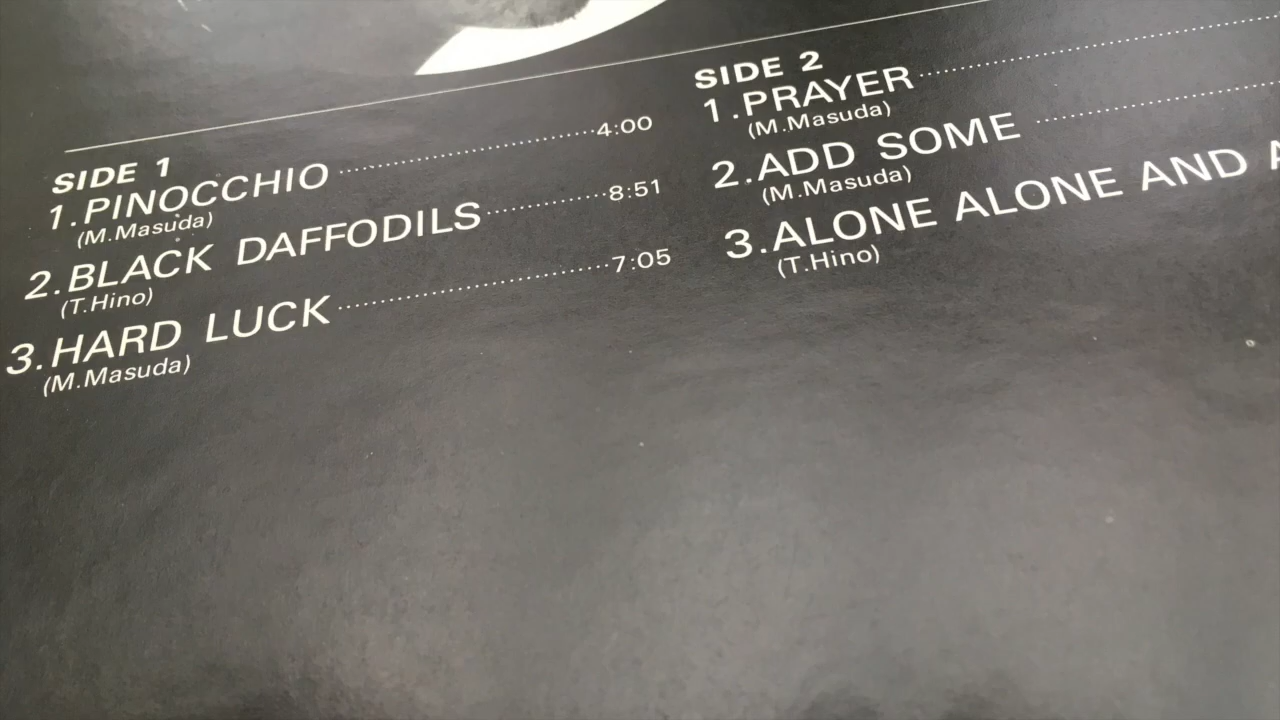 SIDE 1
1.PINOCCHIO 4:00
(M.Masuda)
2.BLACK DAFFODILS 8:51
(T.Hino)
3.HARD LUCK 7:05
(M.Masuda)
SIDE 2
1.PRAYER
(M.Masuda)
2.ADD SOME
(M.Masuda)
3.ALONE ALONE AND
(T.Hino)